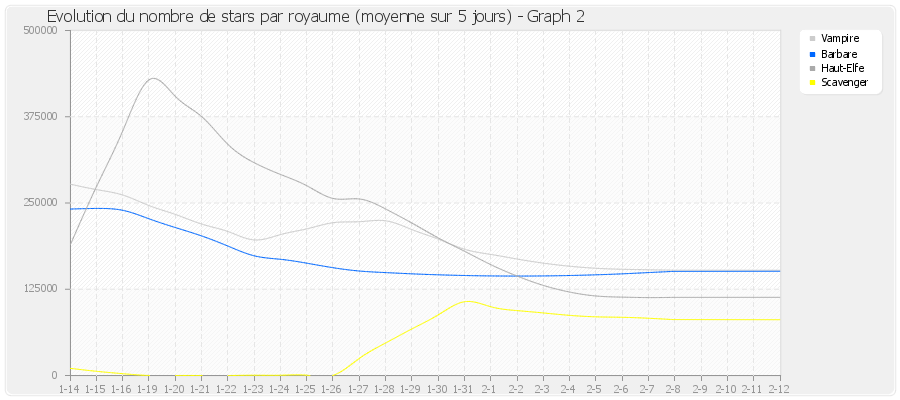 Evolution du nombre de stars par royaume (moyenne sur 5 jours) - Graph 2
500000
375000
250000
125000
0
1-14 1-15 1-16 1-19 1-20 1-21 1-22 1-23 1-24 1-25 1-26 1-27 1-28 1-29 1-30 1-31 2-1 2-2 2-3 2-4 2-5 2-6 2-7 2-8 2-9 2-10 2-11 2-12
Vampire
Barbare
Haut-Elfe
Scavenger